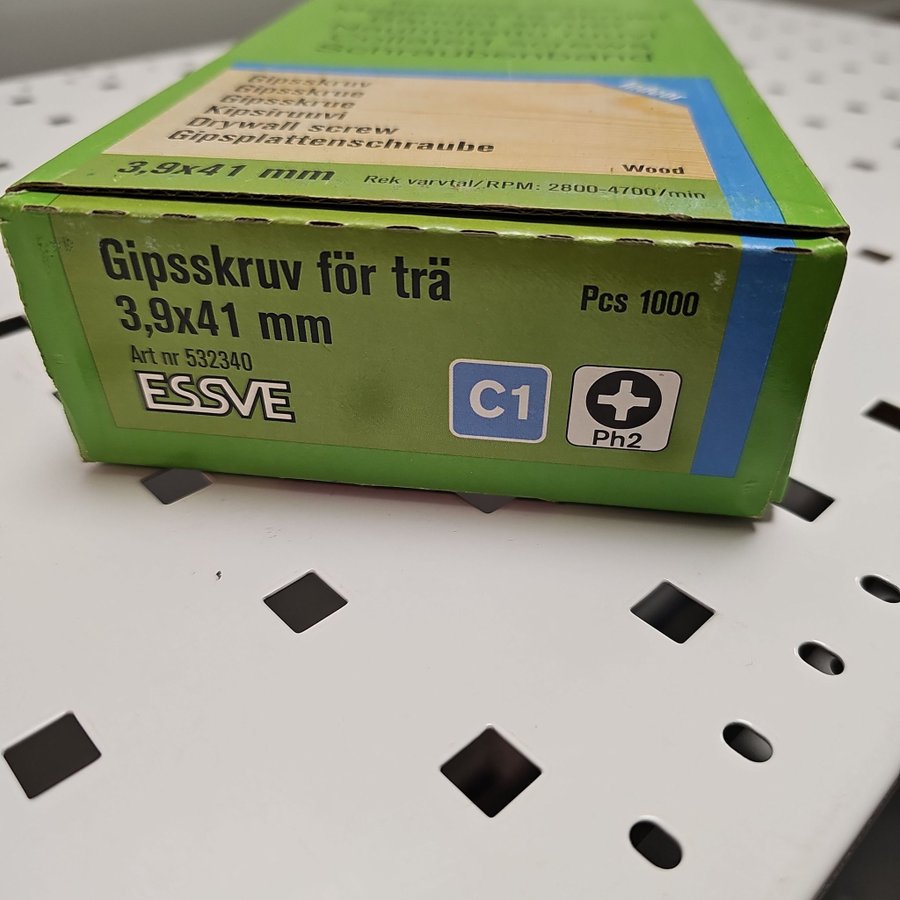 Schraubenband
Gipsskruv
Gipsskrue
Gipsskrue
Kipsiruuvi
Drywall screw
Gipsplattenschraube
Wood
3,9x41 mm
Rek varvtal/RPM: 2800-4700/min
Gipsskruv för trä
3,9x41 mm
Pcs 1000
Art nr 532340
ESSVE
C1
Ph2